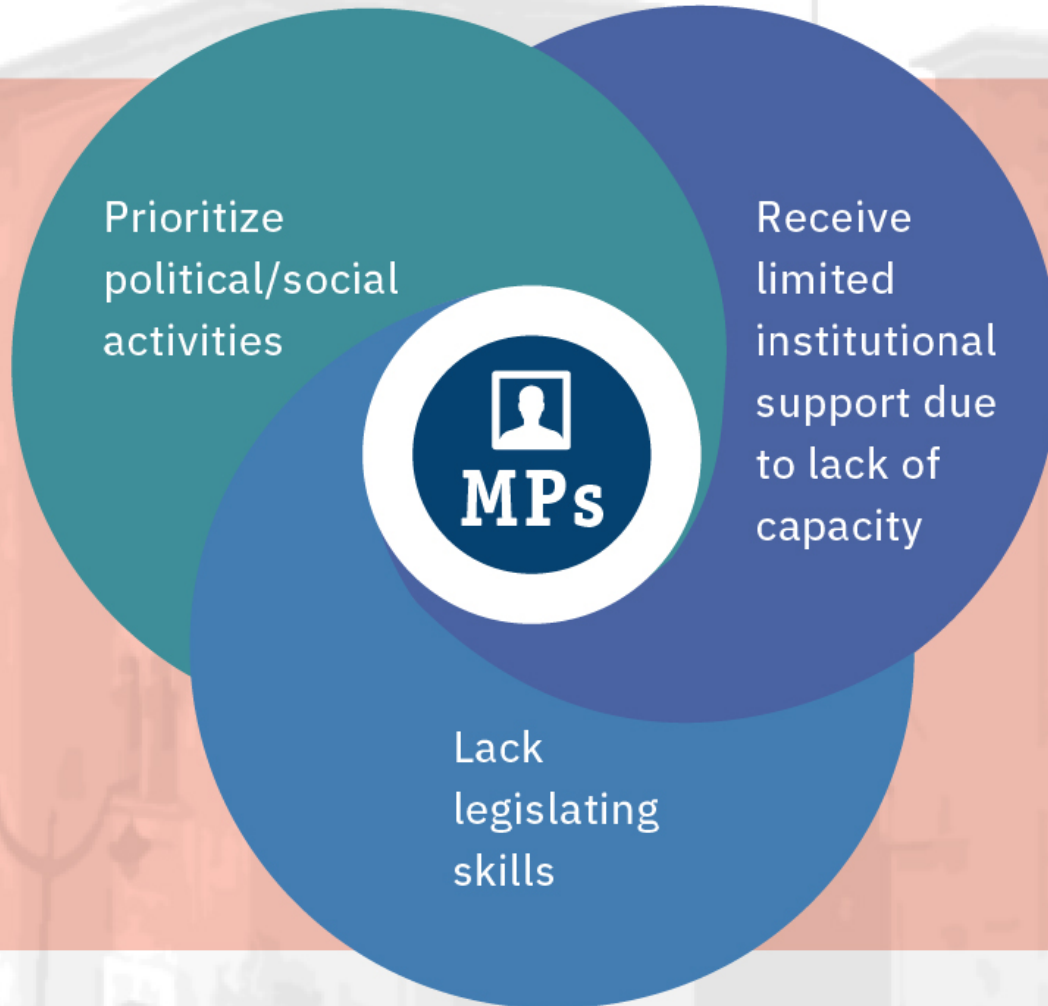 Prioritize
political/social
activities
Receive
limited
institutional
support due
to lack of
capacity
MPs
Lack
legislating
skills